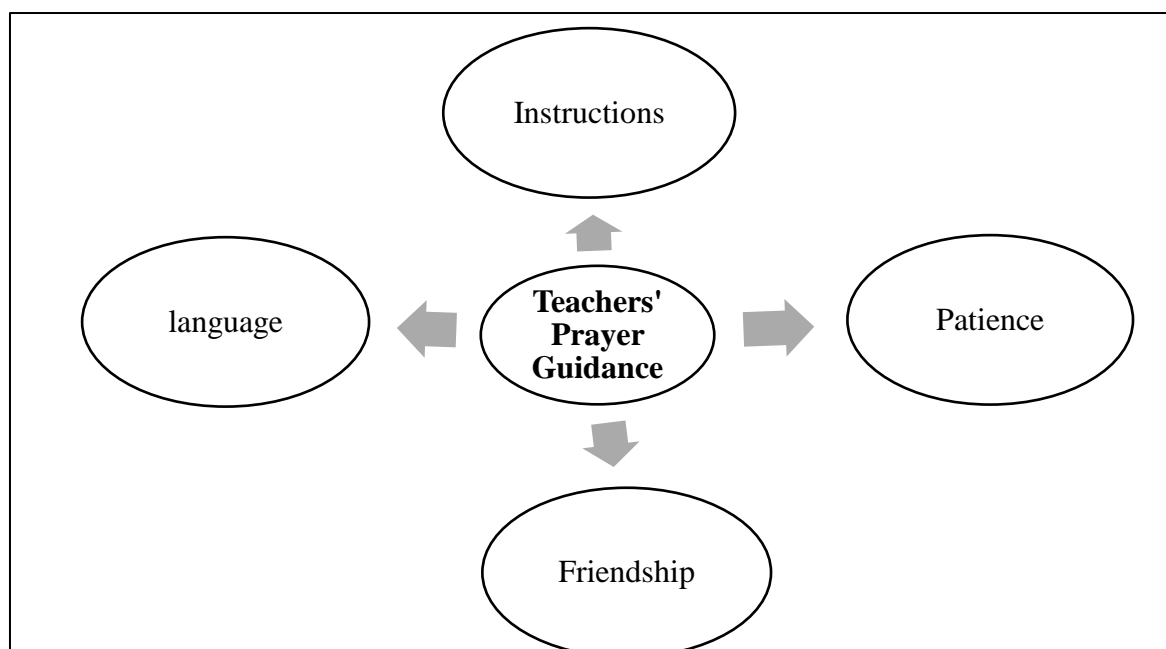 Instructions
language
Teachers'
Prayer
Guidance
Patience
Friendship